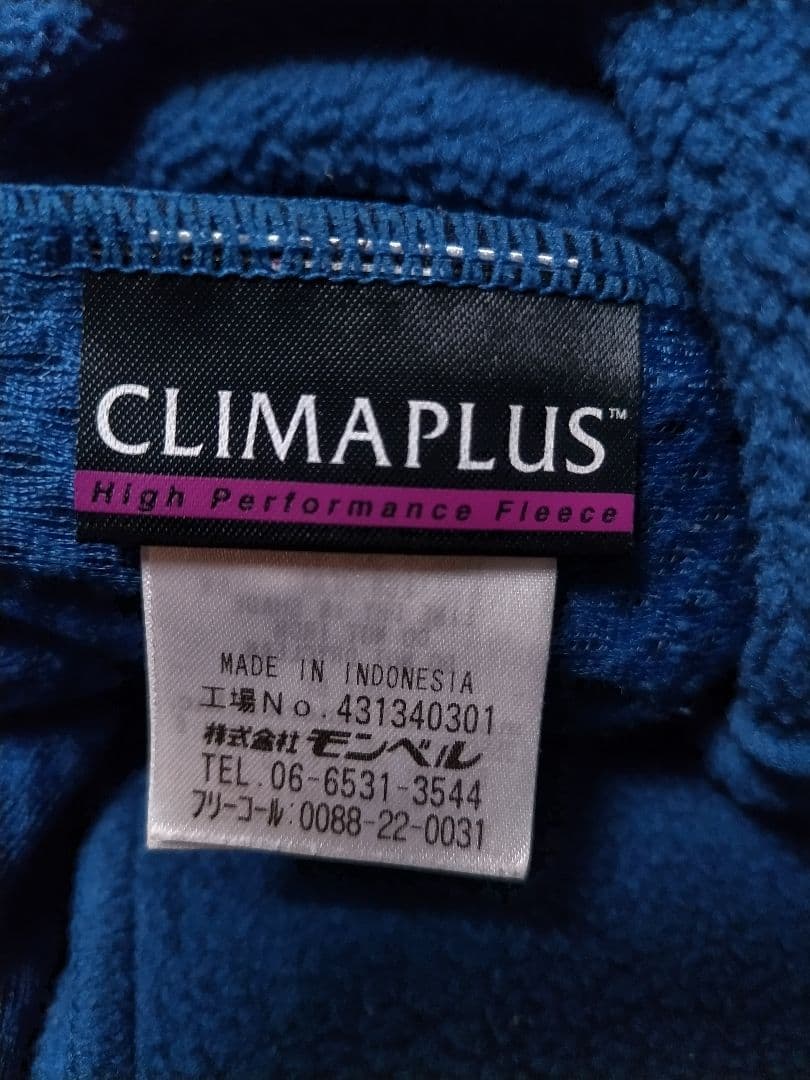 CLIMAPLUS™
High Performance Fleece
MADE IN INDONESIA
工場No.431340301
株式会社 モンベル
TEL.06-6531-3544
フリーコール:0088-22-0031